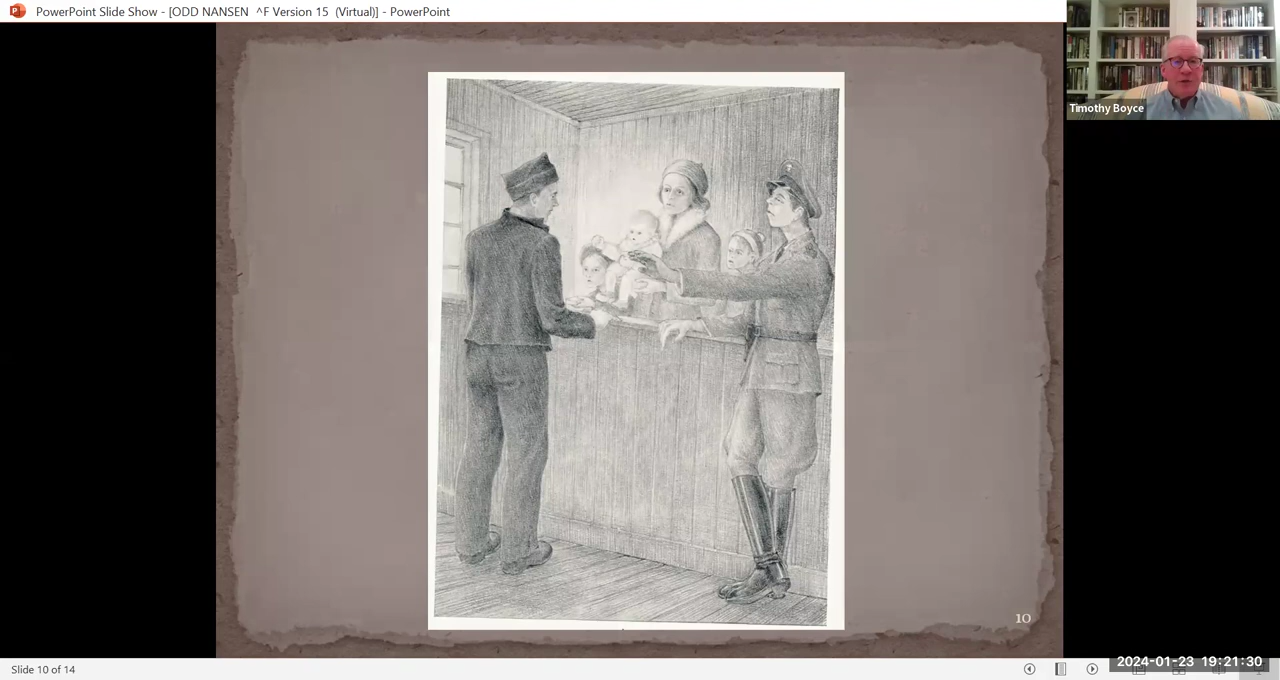 PowerPoint Slide Show - [ODD NANSEN ^F Version 15 (Virtual)] - PowerPoint
Timothy Boyce
10
Slide 10 of 14
2024-01-23 19:21:30